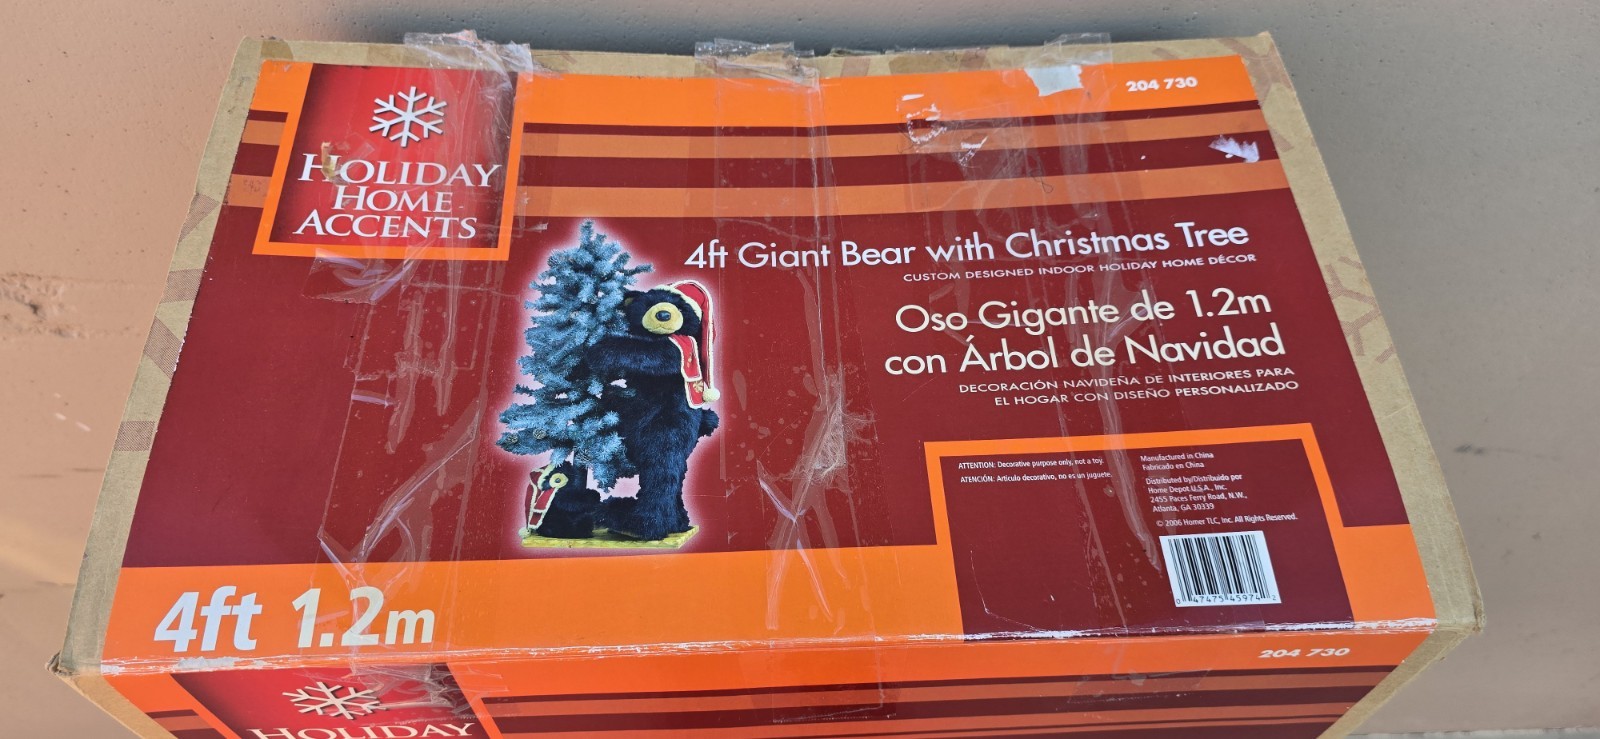 204 730
HOLIDAY
HOME
ACCENTS
4ft Giant Bear with Christmas Tree
CUSTOM DESIGNED INDOOR HOLIDAY HOME DÉCOR
Oso Gigante de 1.2m
con Árbol de Navidad
DECORACIÓN NAVIDEÑA DE INTERIORES PARA
EL HOGAR CON DISEÑO PERSONALIZADO
ATTENTION: Decorative purpose only, not a toy.
ATENCIÓN: Artículo decorativo, no es un juguete.
Manufactured in China
Fabricado en China
Distributed by/Distribuido por
Home Depot U.S.A., Inc.
2455 Paces Ferry Road, N.W.,
Atlanta, GA 30339
© 2006 Homer TLC, Inc. All Rights Reserved.
0 47475 45974 2
4ft 1.2m
204 730
HOLIDAY